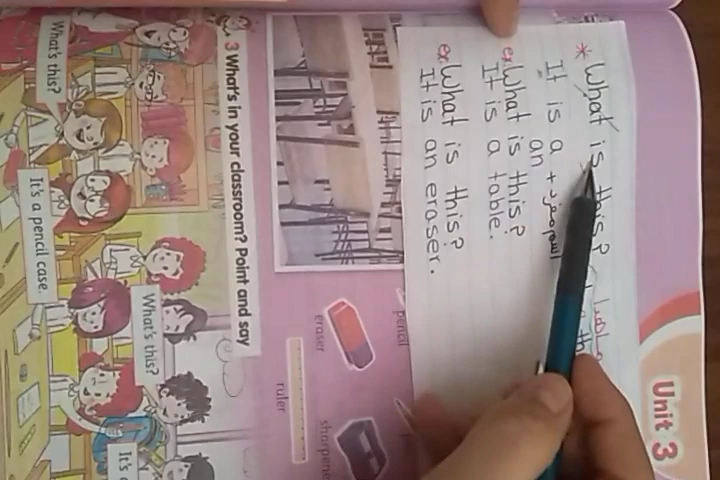 Unit 3
* What is this?
It is a + اسم مفرد
an
ex: What is this?
It is a table.
ex: What is this?
It is an eraser.
pencil
eraser
sharpene
ruler
3 What's in your classroom? Point and say
What's this?
It's a pencil case.
What's this?
It's